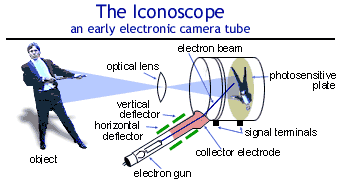 The Iconoscope
an early electronic camera tube
electron beam
optical lens
photosensitive
plate
vertical
deflector
horizontal
deflector
signal terminals
collector electrode
object
electron gun